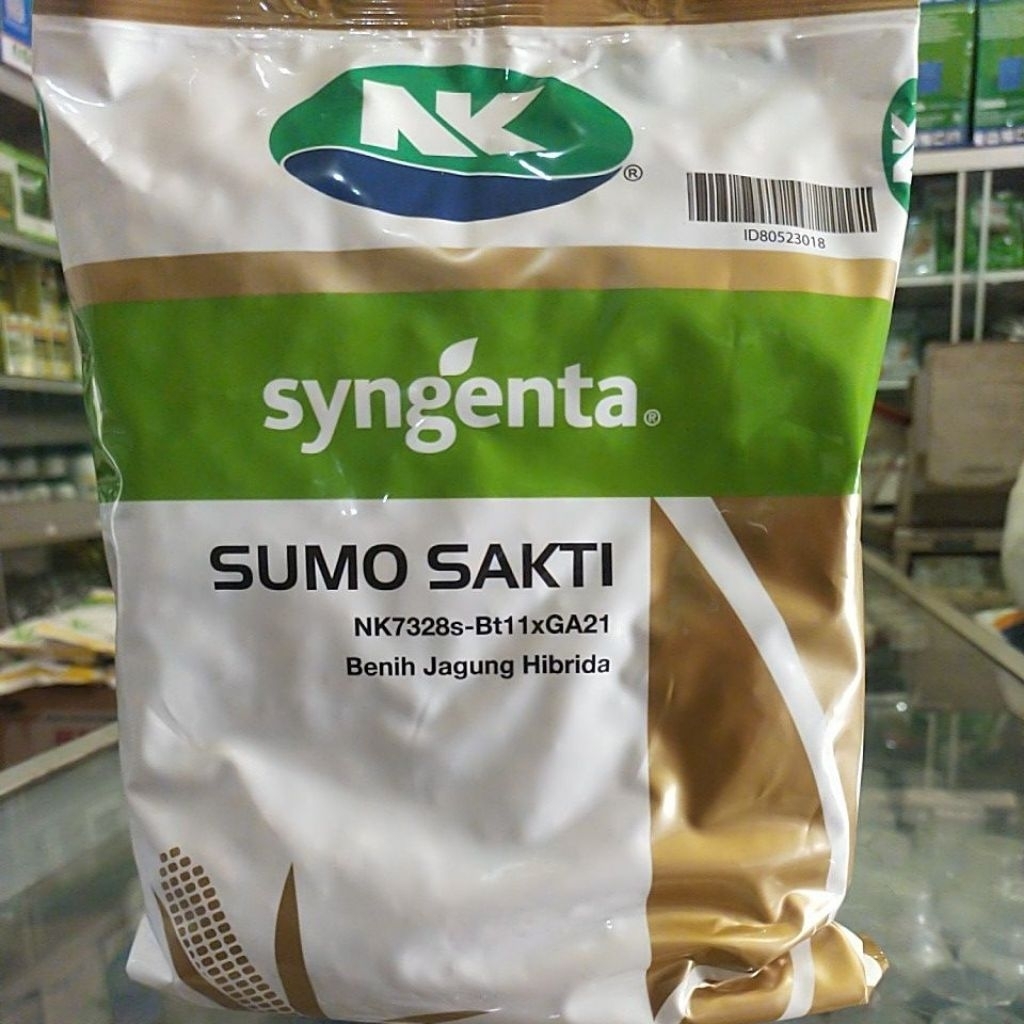 NK
®
ID80523018
syngenta®
SUMO SAKTI
NK7328s-Bt11xGA21
Benih Jagung Hibrida